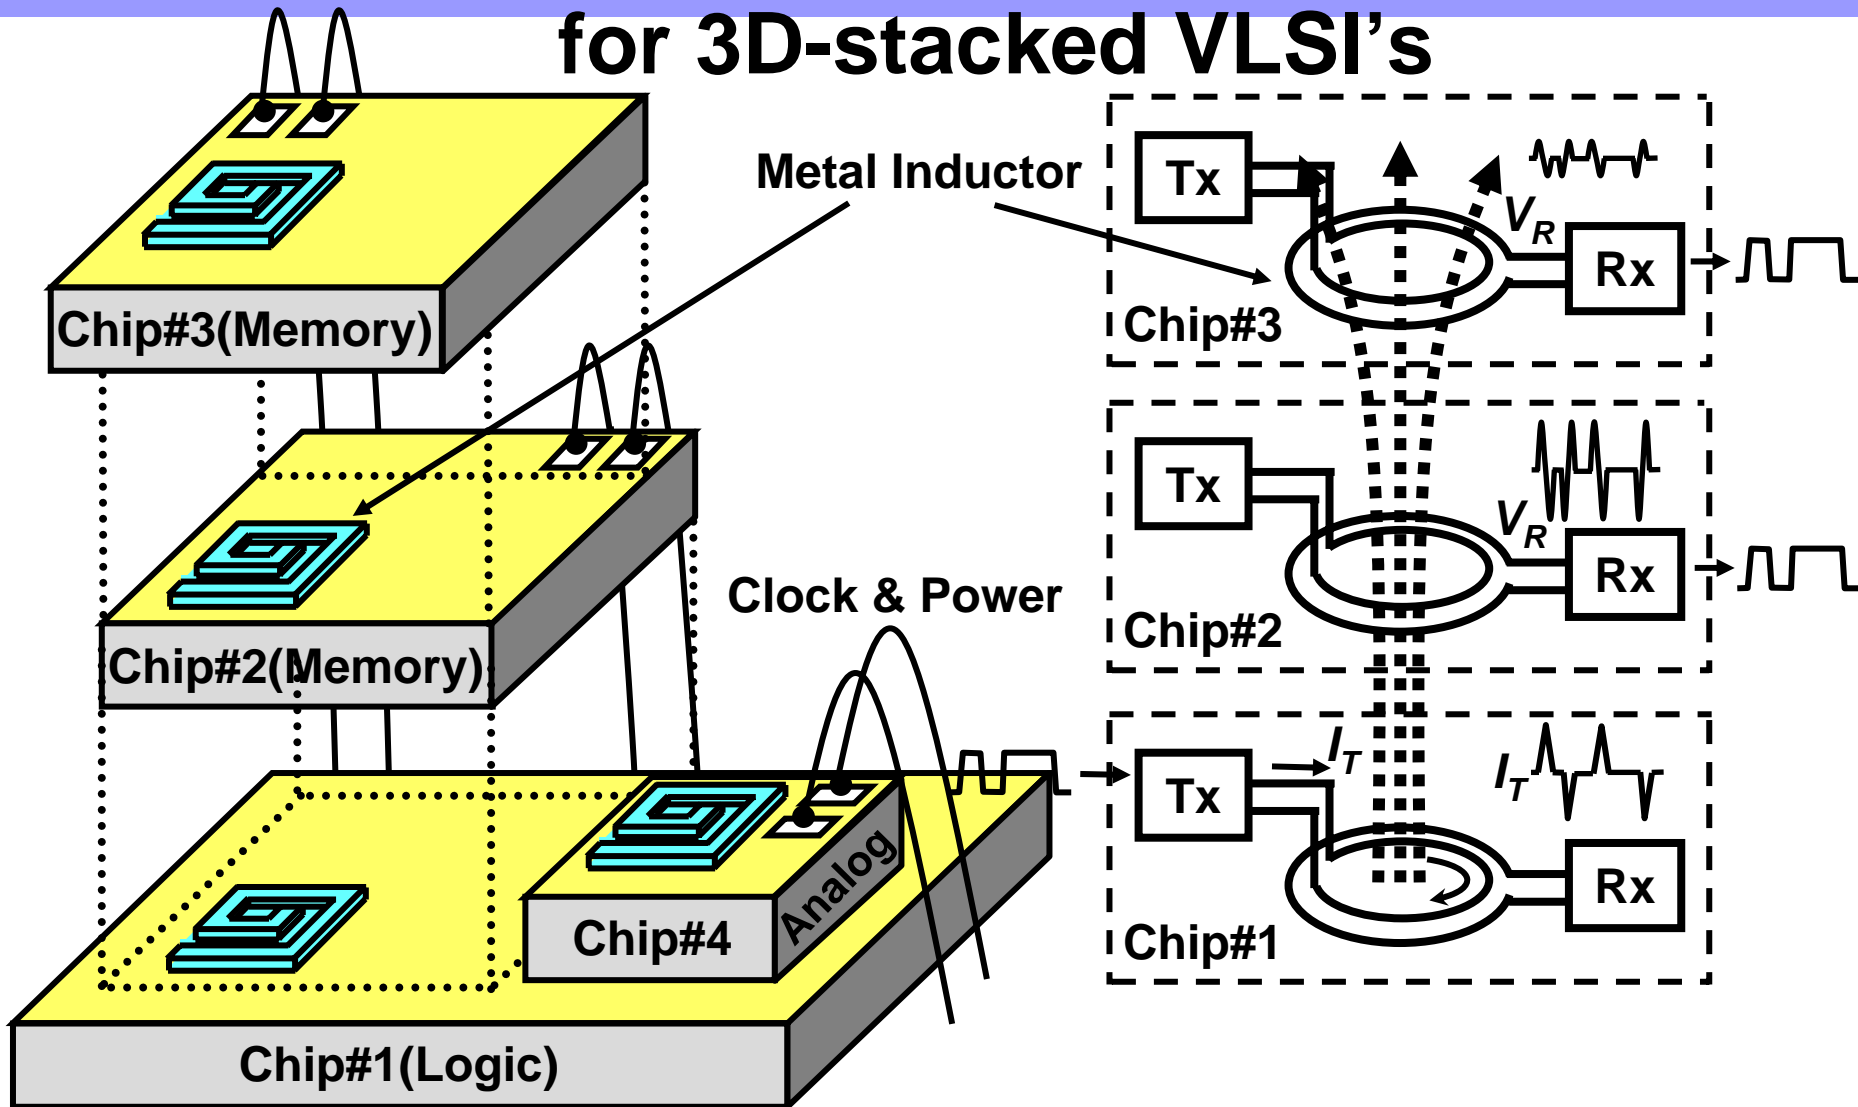 for 3D-stacked VLSI's
Metal Inductor
Chip#3(Memory)
Chip#2(Memory)
Clock & Power
Chip#4
Analog
Chip#1(Logic)
Tx
V_R
Rx
Chip#3
Tx
V_R
Rx
Chip#2
Tx
I_T
I_T
Rx
Chip#1